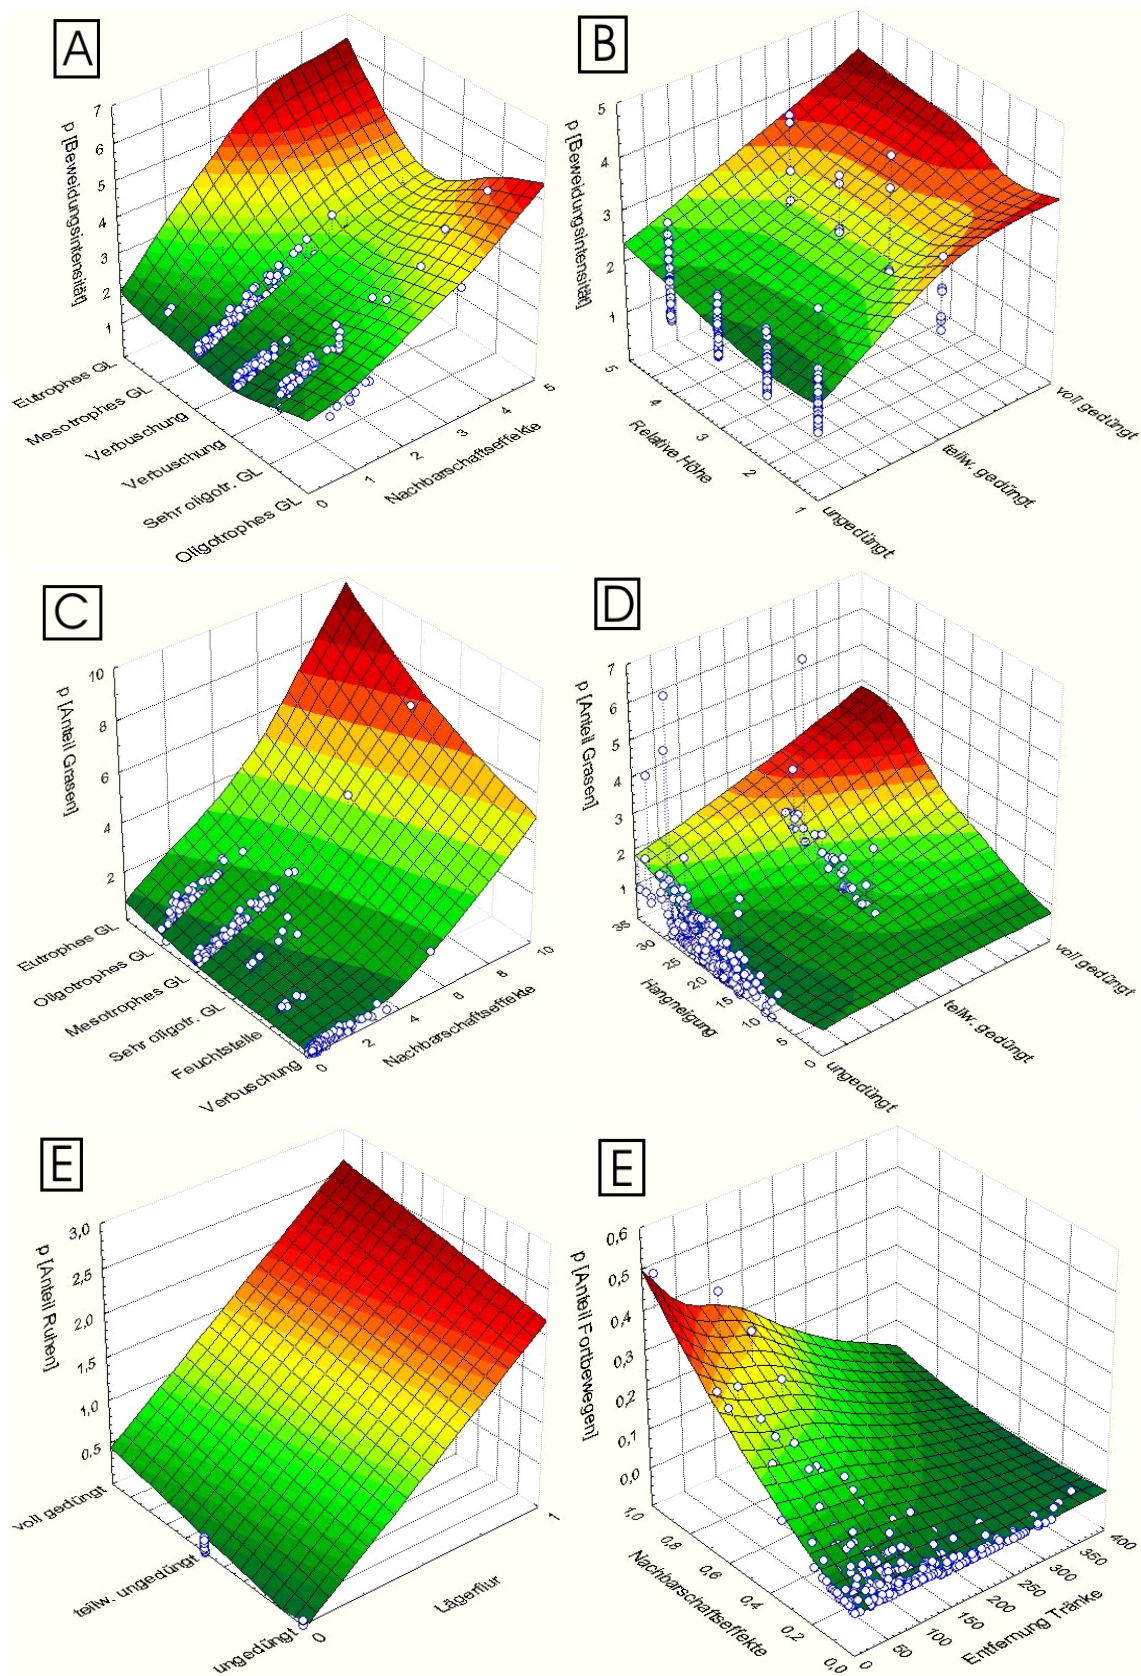 A
p [Beweidungsintensität]
7
6
5
4
3
2
1
Eutrophes GL
Mesotrophes GL
Verbuschung
Verbuschung
Sehr oligotr. GL
Oligotrophes GL
0
1
2
3
4
5
Nachbarschaftseffekte
B
p [Beweidungsintensität]
5
4
3
2
1
5
4
3
2
1
Relative Höhe
ungedüngt
teilw. gedüngt
voll gedüngt
C
p [Anteil Grasen]
10
8
6
4
2
Eutrophes GL
Oligotrophes GL
Mesotrophes GL
Sehr oligotr. GL
Feuchtstelle
Verbuschung
0
2
4
6
8
10
Nachbarschaftseffekte
D
p [Anteil Grasen]
7
6
5
4
3
2
1
35
30
25
20
15
10
5
0
Hangneigung
ungedüngt
teilw. gedüngt
voll gedüngt
E
p [Anteil Ruhen]
3,0
2,5
2,0
1,5
1,0
0,5
voll gedüngt
teilw. ungedüngt
ungedüngt
0
1
Lägerflur
E
p [Anteil Fortbewegen]
0,6
0,5
0,4
0,3
0,2
0,1
0,0
1,0
0,8
0,6
0,4
0,2
0,0
Nachbarschaftseffekte
0
50
100
150
200
250
300
350
400
Entfernung Tränke